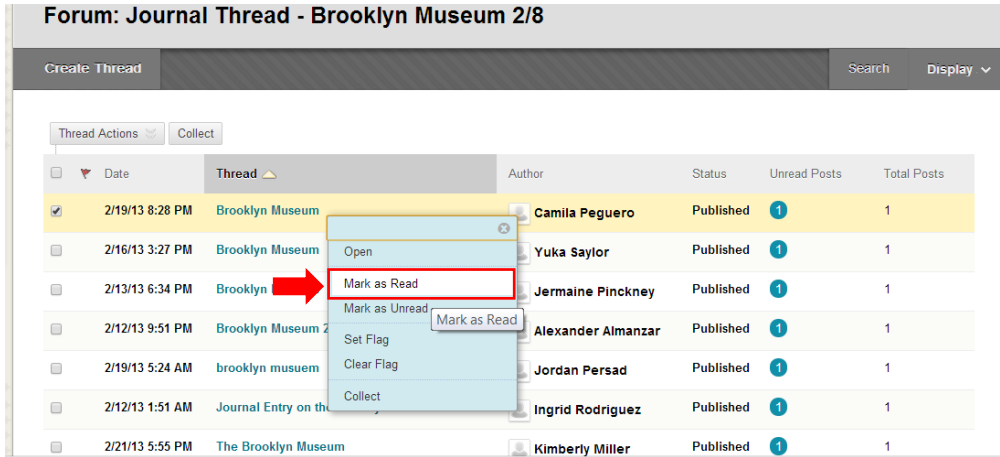 Forum: Journal Thread - Brooklyn Museum 2/8
Create Thread Search Display
Thread Actions Collect
Date Thread Author Status Unread Posts Total Posts
2/19/13 8:28 PM Brooklyn Museum Camila Peguero Published 1 1
2/16/13 3:27 PM Brooklyn Museum Yuka Saylor Published 1 1
Open
2/13/13 6:34 PM Brooklyn Jermaine Pinckney Published 1 1
Mark as Read
Mark as Unread
Mark as Read
2/12/13 9:51 PM Brooklyn Museum 2 Alexander Almanzar Published 1 1
Set Flag
Clear Flag
2/19/13 5:24 AM brooklyn musuem Jordan Persad Published 1 1
Collect
2/12/13 1:51 AM Journal Entry on the Ingrid Rodriguez Published 1 1
2/21/13 5:55 PM The Brooklyn Museum Kimberly Miller Published 1 1